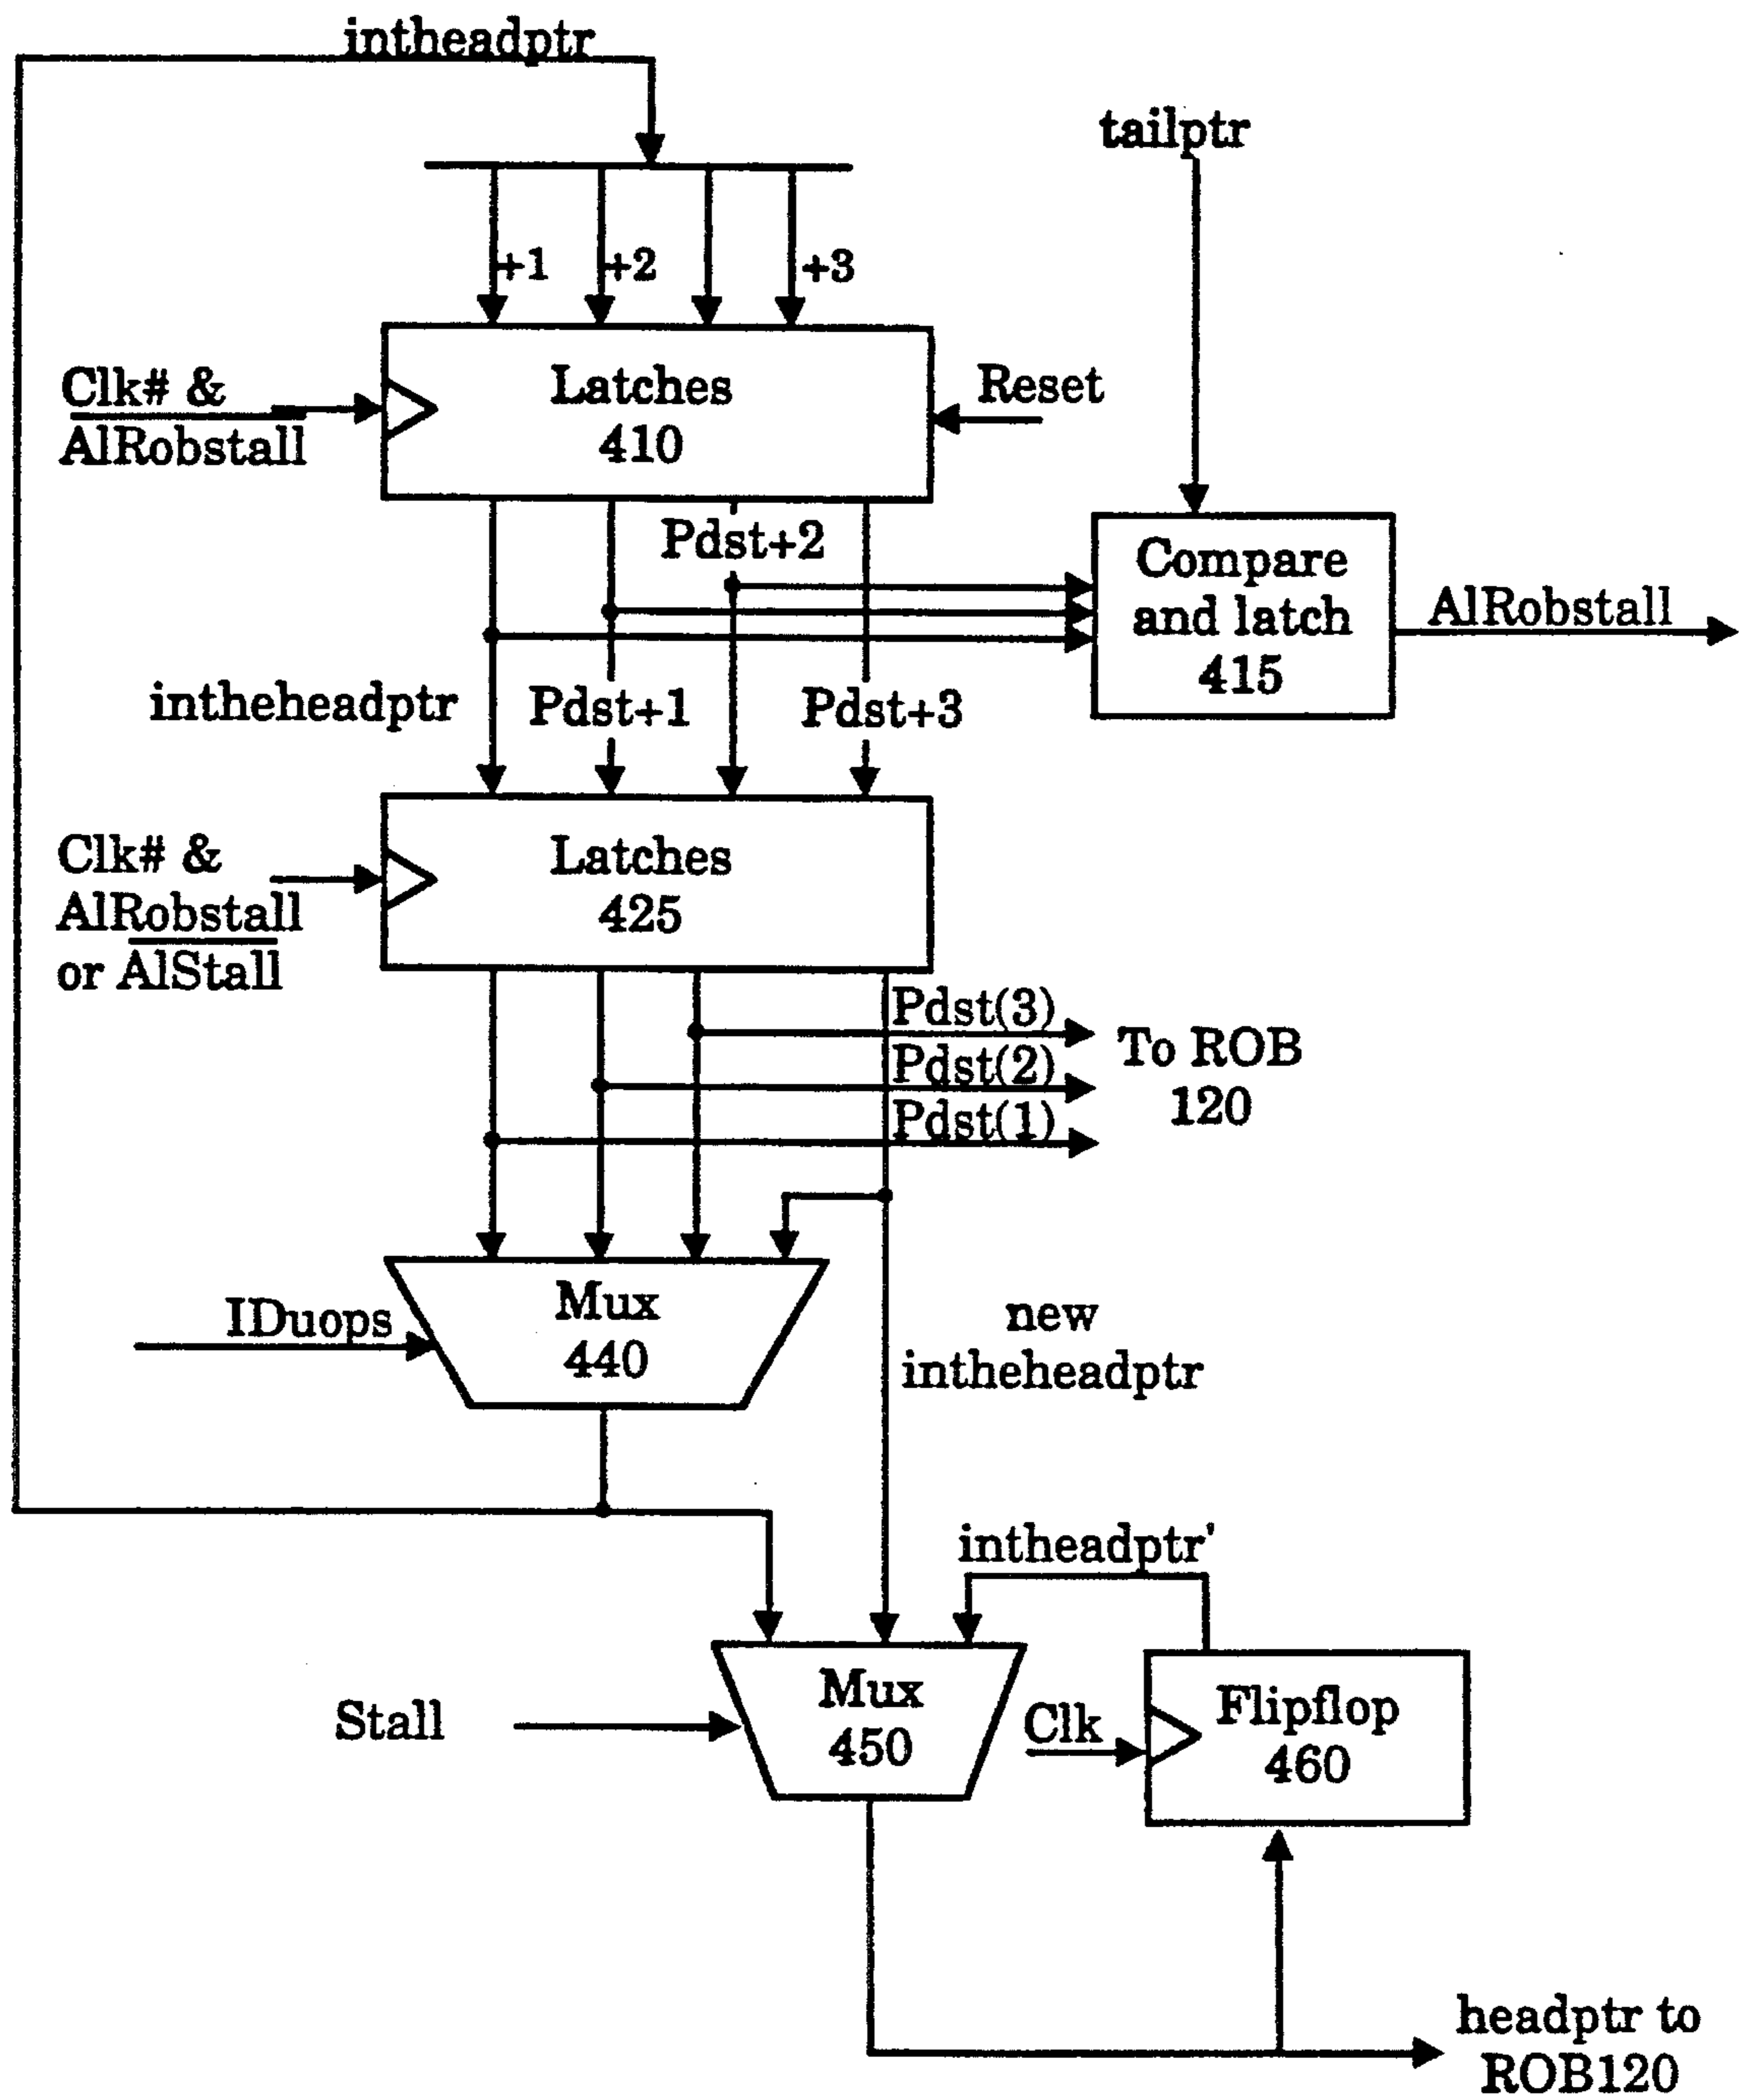 intheadptr
tailptr
+1
+2
+3
Clk# &
AlRobstall
Latches
410
Reset
Pdst+2
Compare
and latch
415
AlRobstall
intheheadptr
Pdst+1
Pdst+3
Clk# &
AlRobstall
or AlStall
Latches
425
Pdst(3)
Pdst(2)
Pdst(1)
To ROB
120
IDuops
Mux
440
new
intheheadptr
intheadptr'
Stall
Mux
450
Clk
Flipflop
460
headptr to
ROB120